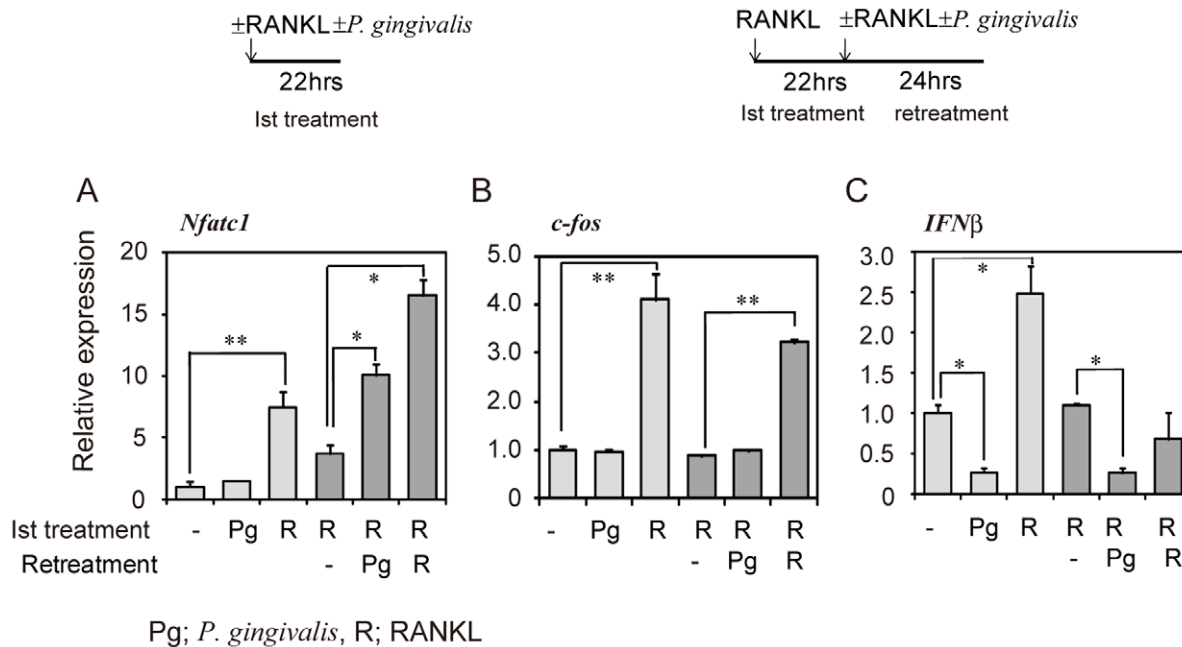 ±RANKL ±P. gingivalis
22hrs
Ist treatment
RANKL ±RANKL±P. gingivalis
22hrs 24hrs
Ist treatment retreatment
A B C
Nfatc1 c-fos IFNβ
Relative expression
20
15
10
5
0
** * *
5.0
4.0
3.0
2.0
1.0
0
** **
3.0
2.5
2.0
1.5
1.0
0.5
0
* * *
Ist treatment - Pg R R R R - Pg R R R R - Pg R R R R
Retreatment - Pg R - Pg R - Pg R
Pg; P. gingivalis, R; RANKL